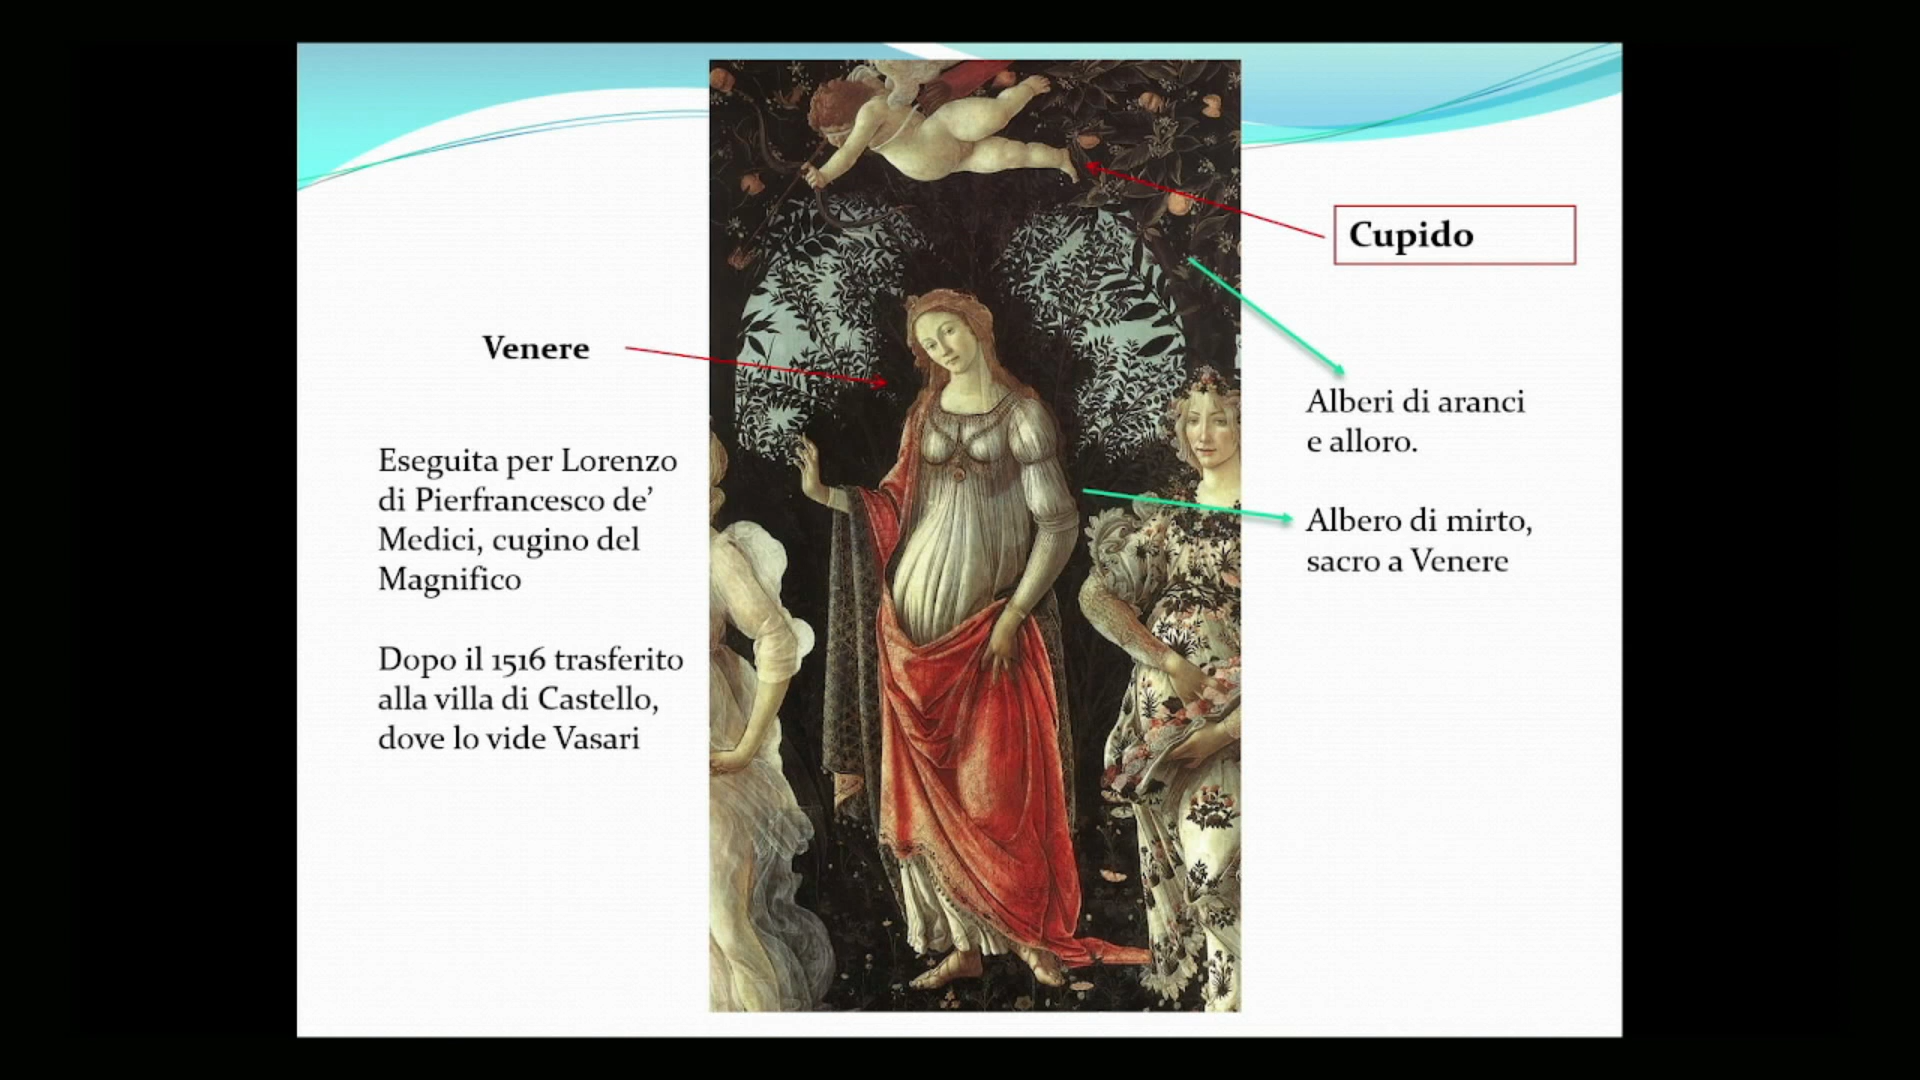 Cupido
Venere
Eseguita per Lorenzo
di Pierfrancesco de’
Medici, cugino del
Magnifico
Dopo il 1516 trasferito
alla villa di Castello,
dove lo vide Vasari
Alberi di aranci
e alloro.
Albero di mirto,
sacro a Venere